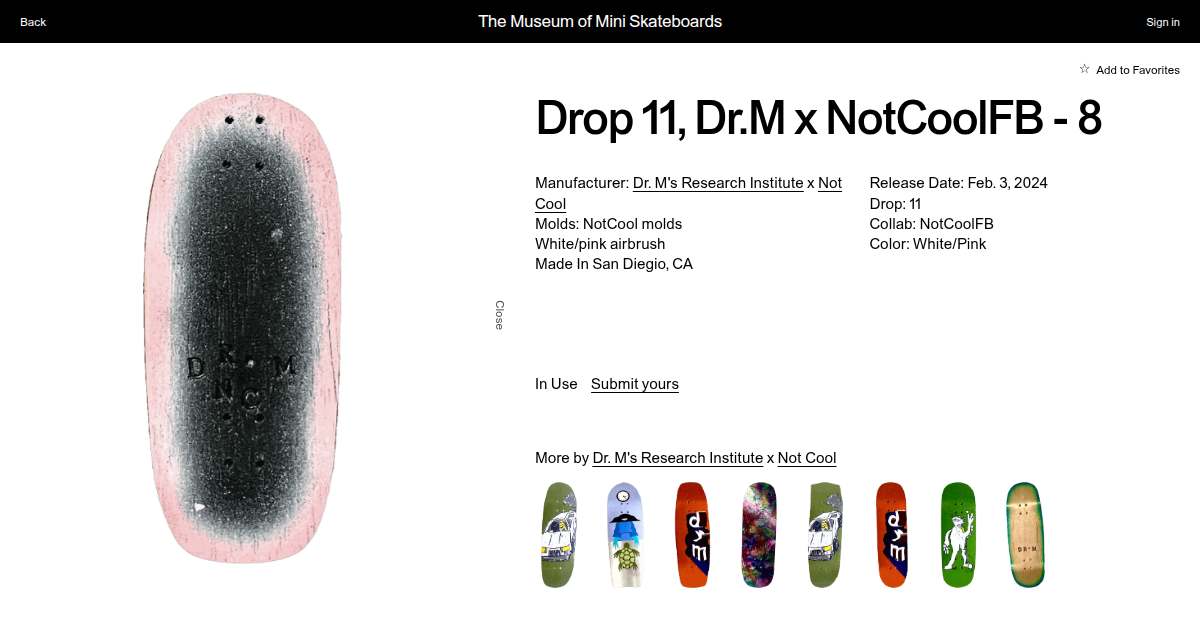 Back
The Museum of Mini Skateboards
Sign in
☆ Add to Favorites
Drop 11, Dr.M x NotCoolFB - 8
Manufacturer: Dr. M's Research Institute x Not
Cool
Molds: NotCool molds
White/pink airbrush
Made In San Diegio, CA
Release Date: Feb. 3, 2024
Drop: 11
Collab: NotCoolFB
Color: White/Pink
DR.M
NC
Close
In Use Submit yours
More by Dr. M's Research Institute x Not Cool
DR.M